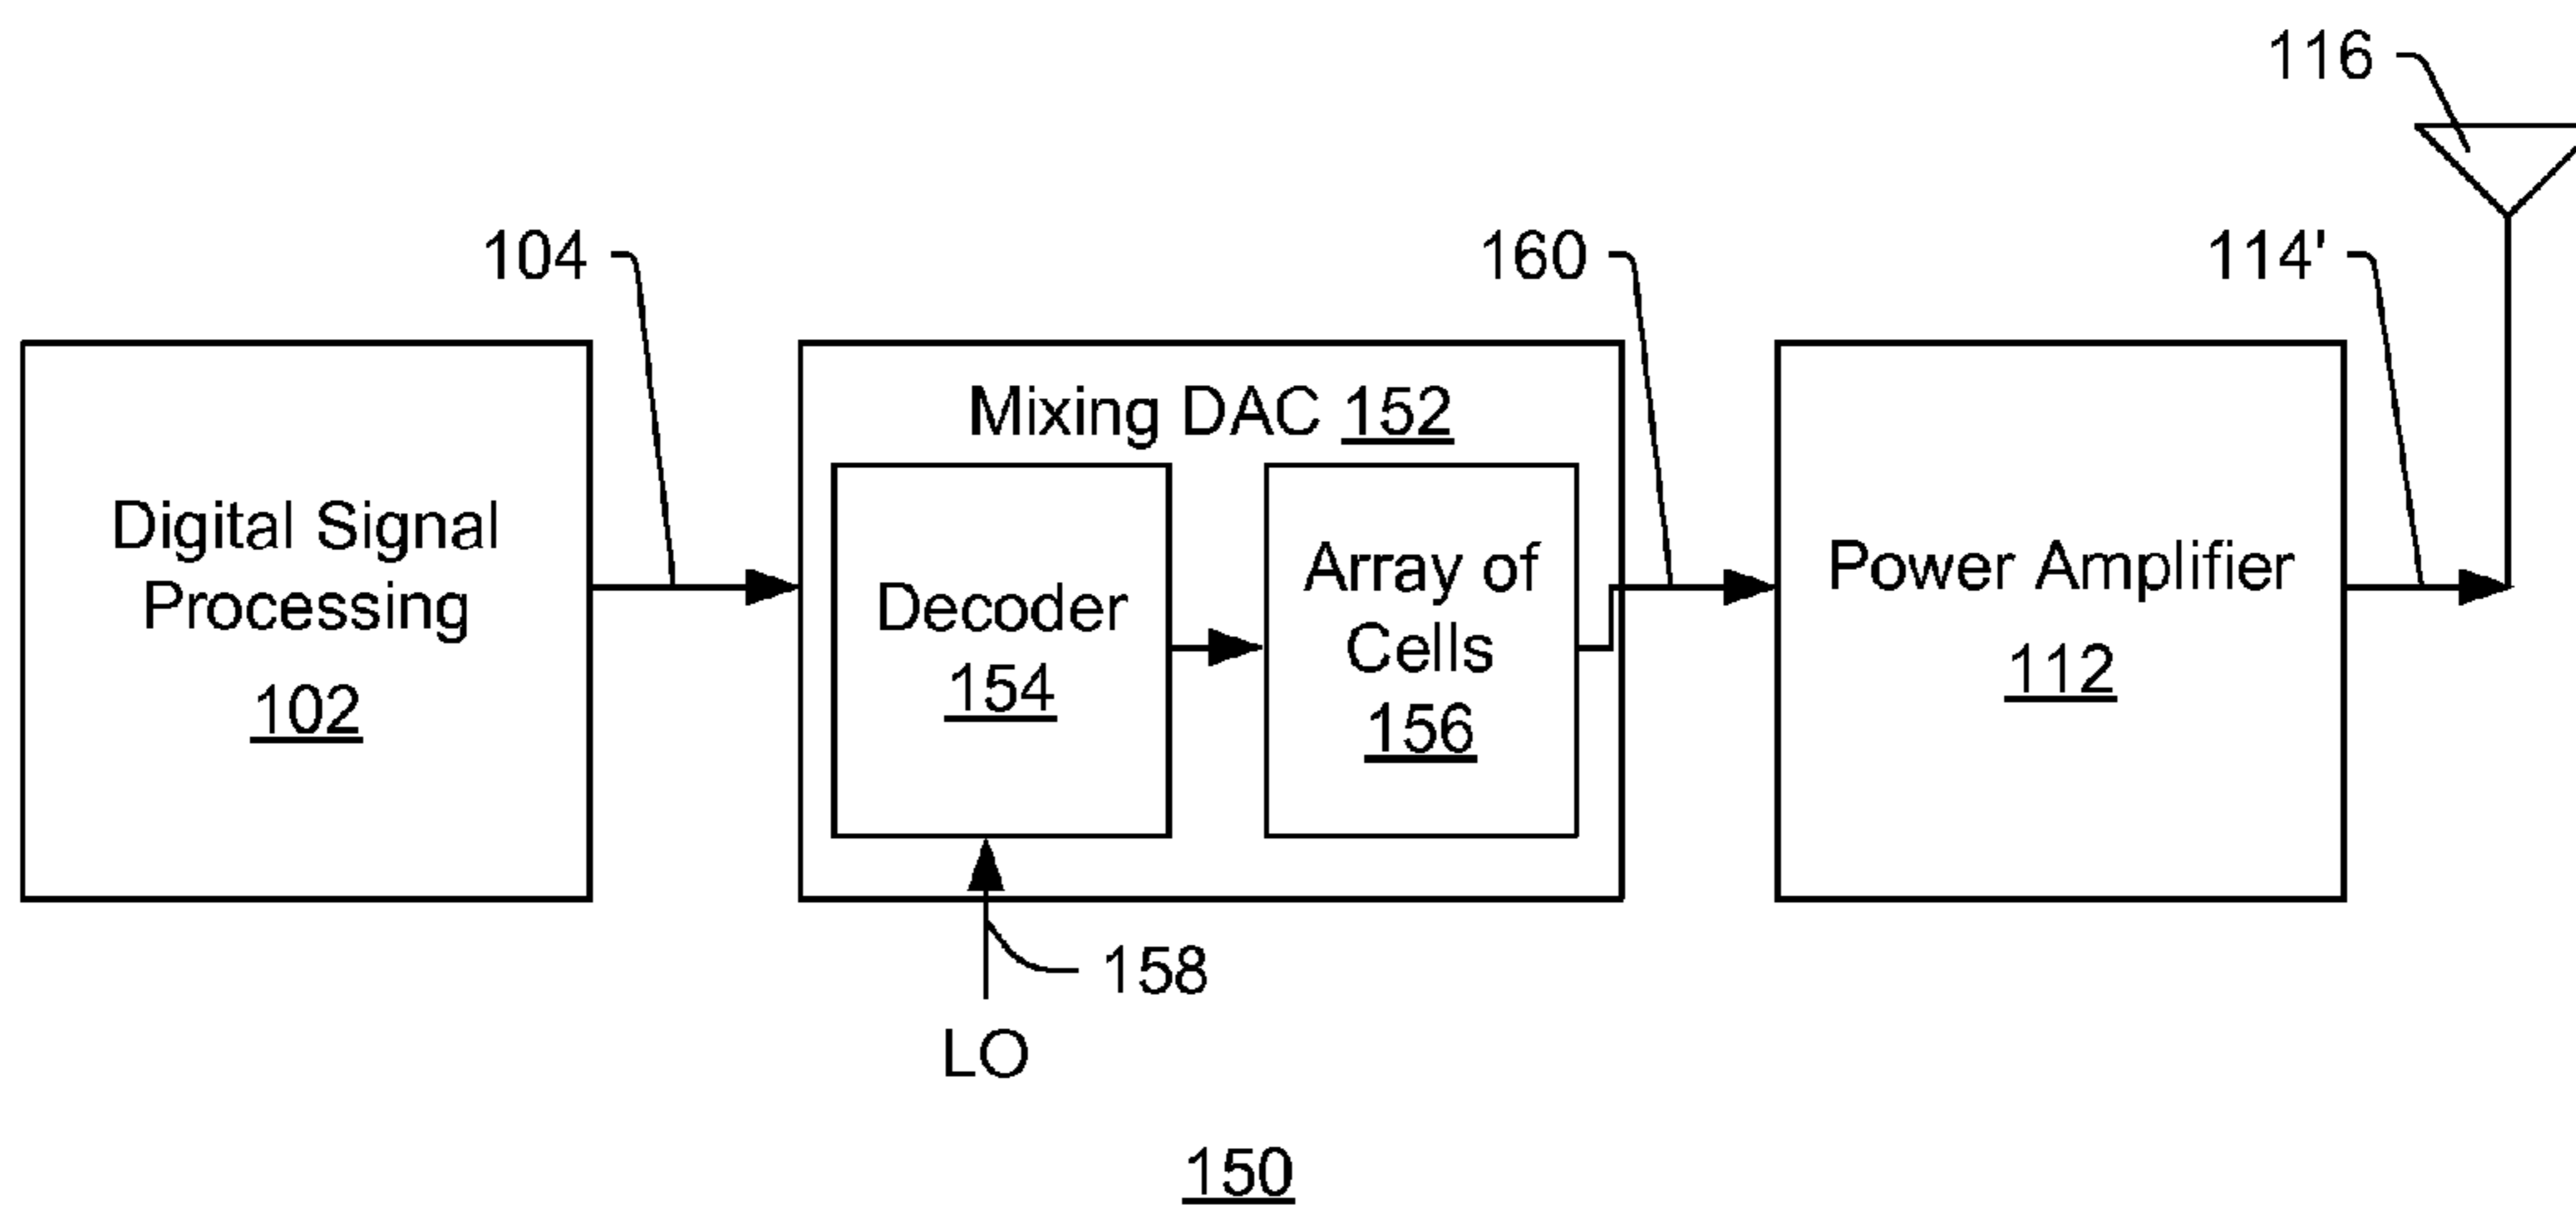 116
104
160
114'
Mixing DAC 152
Digital Signal
Processing
102
Decoder
154
Array of
Cells
156
Power Amplifier
112
158
LO
150